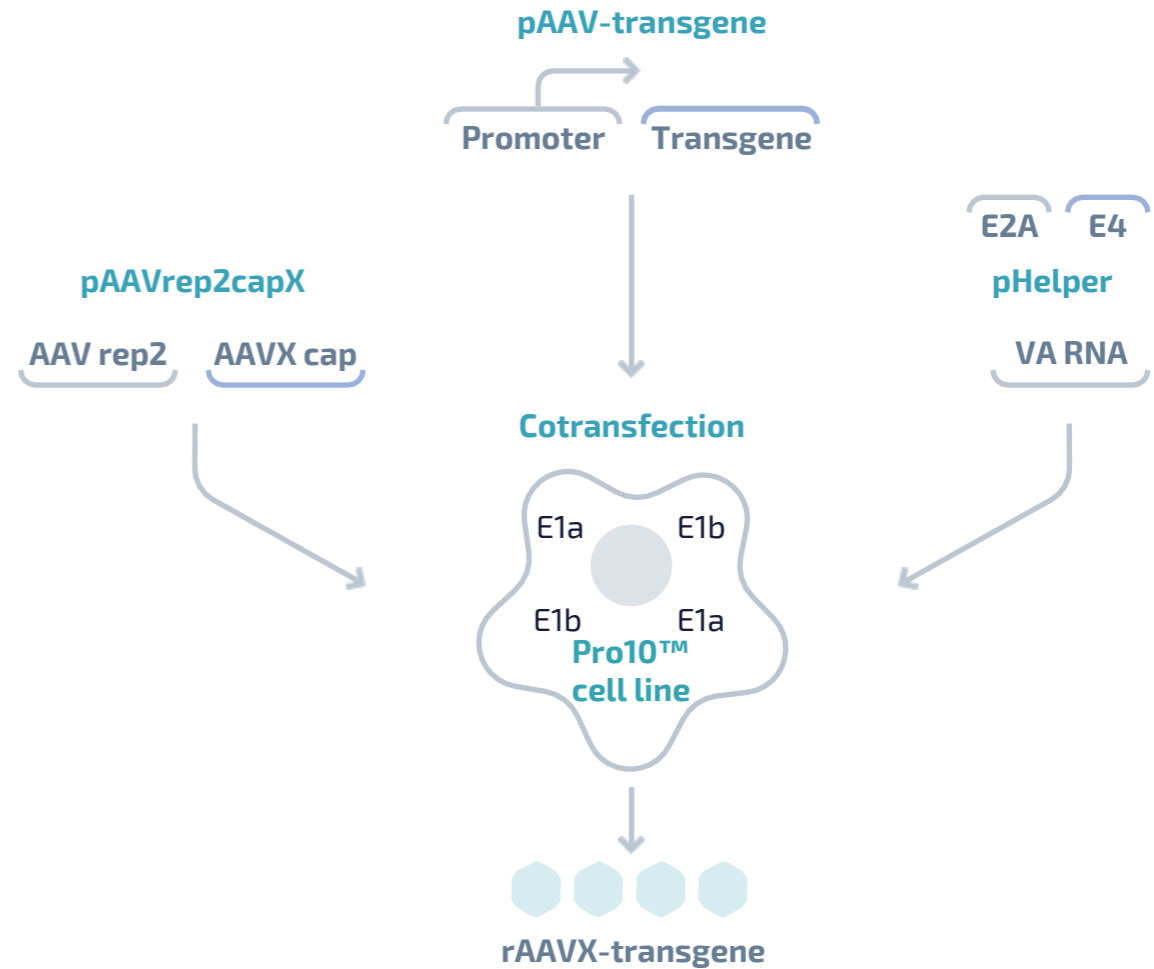 pAAV-transgene
Promoter Transgene
E2A E4
pAAVrep2capX
pHelper
AAV rep2 AAVX cap
VA RNA
Cotransfection
E1a E1b
E1b E1a
Pro10™
cell line
rAAVX-transgene